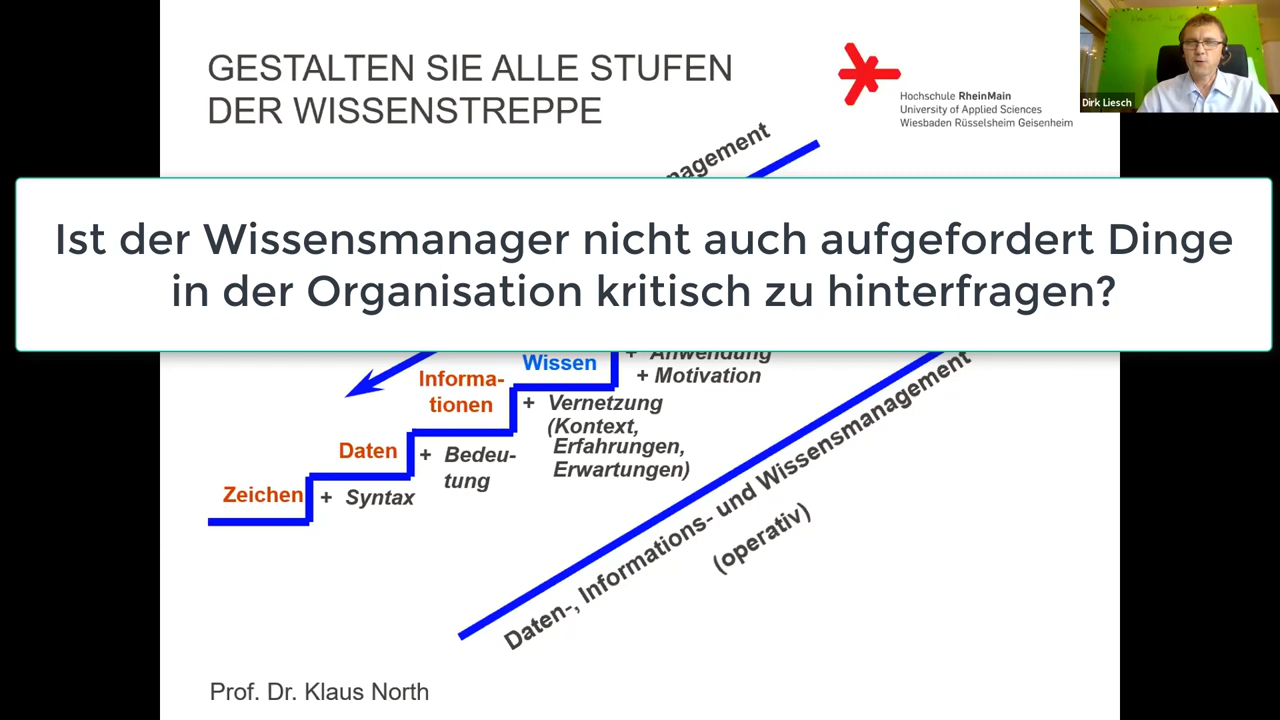 GESTALTEN SIE ALLE STUFEN
DER WISSENSTREPPE
Hochschule RheinMain
University of Applied Sciences
Wiesbaden Rüsselsheim Geisenheim
Dirk Liesch
Ist der Wissensmanager nicht auch aufgefordert Dinge
in der Organisation kritisch zu hinterfragen?
Wissen
+ Anwendung
+ Motivation
Informa-
tionen
+ Vernetzung
(Kontext,
Erfahrungen,
Erwartungen)
Daten
+ Bedeu-
tung
Zeichen
+ Syntax
Daten-, Informations- und Wissensmanagement
(operativ)
Prof. Dr. Klaus North